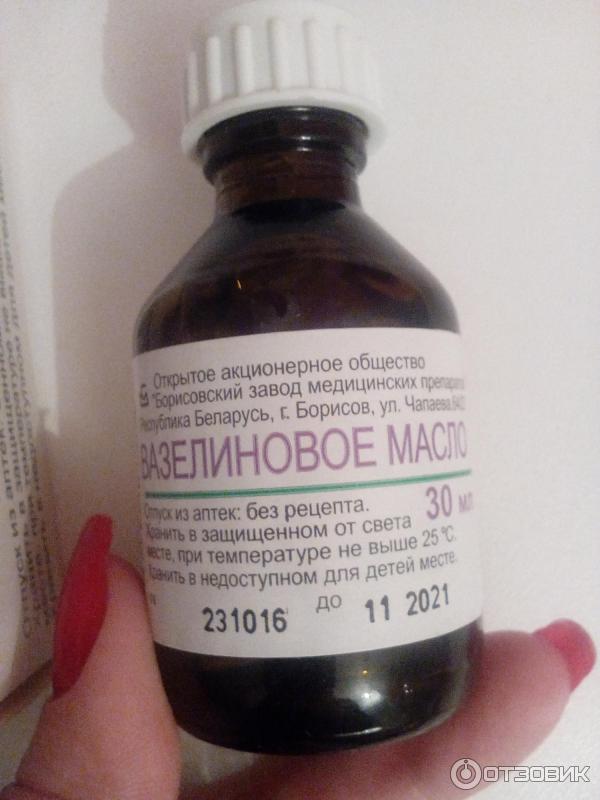 Открытое акционерное общество
"Борисовский завод медицинских
Республика Беларусь, г. Борисов, ул. Чапаева
ВАЗЕЛИНОВОЕ МАСЛО
30 мл
Отпуск из аптек: без рецепта.
Хранить в защищенном от света
месте, при температуре не выше 25 °С.
Хранить в недоступном для детей месте.
231016 до 11 2021
ОТЗОВИК